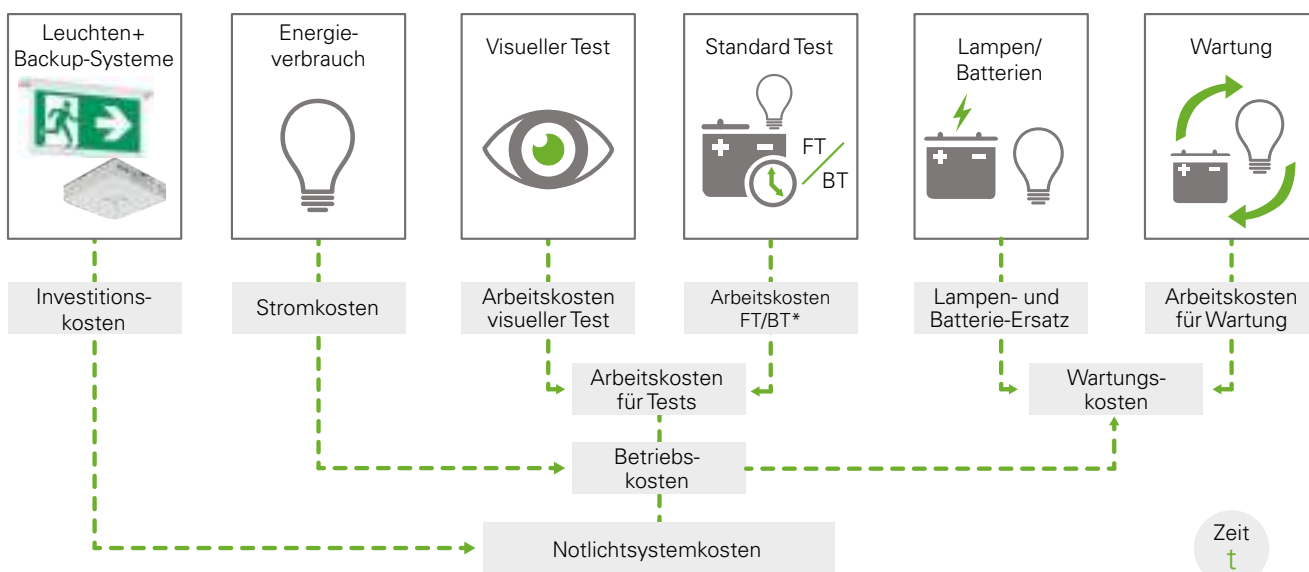 Leuchten+
Backup-Systeme
Energie-
verbrauch
Visueller Test
Standard Test
FT
BT
Lampen/
Batterien
Wartung
Investitions-
kosten
Stromkosten
Arbeitskosten
visueller Test
Arbeitskosten
FT/BT*
Lampen- und
Batterie-Ersatz
Arbeitskosten
für Wartung
Arbeitskosten
für Tests
Wartungs-
kosten
Betriebs-
kosten
Notlichtsystemkosten
Zeit
t